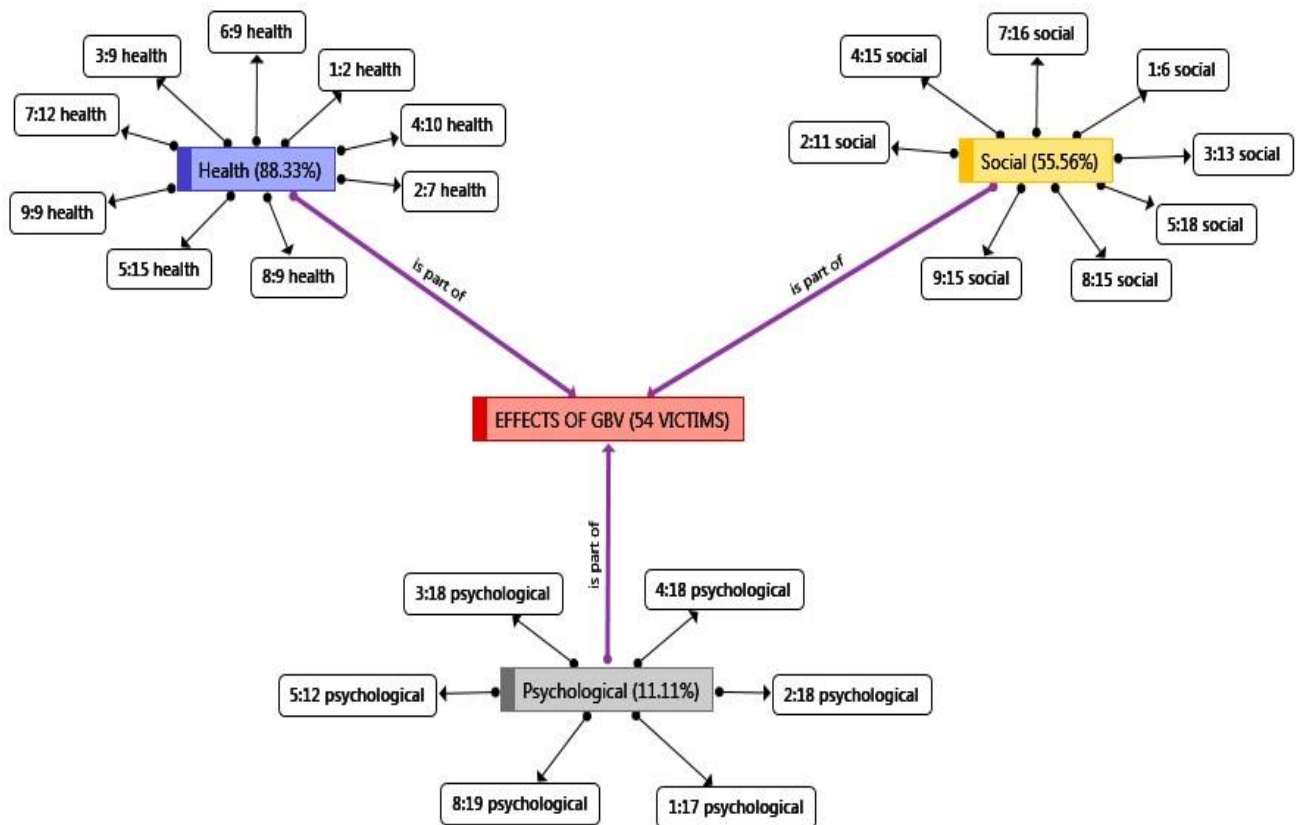 6:9 health
3:9 health
1:2 health
7:12 health
4:10 health
Health (88.33%)
2:7 health
9:9 health
5:15 health
8:9 health
7:16 social
4:15 social
1:6 social
2:11 social
3:13 social
Social (55.56%)
5:18 social
9:15 social
8:15 social
is part of
is part of
EFFECTS OF GBV (54 VICTIMS)
is part of
3:18 psychological
4:18 psychological
5:12 psychological
Psychological (11.11%)
2:18 psychological
8:19 psychological
1:17 psychological